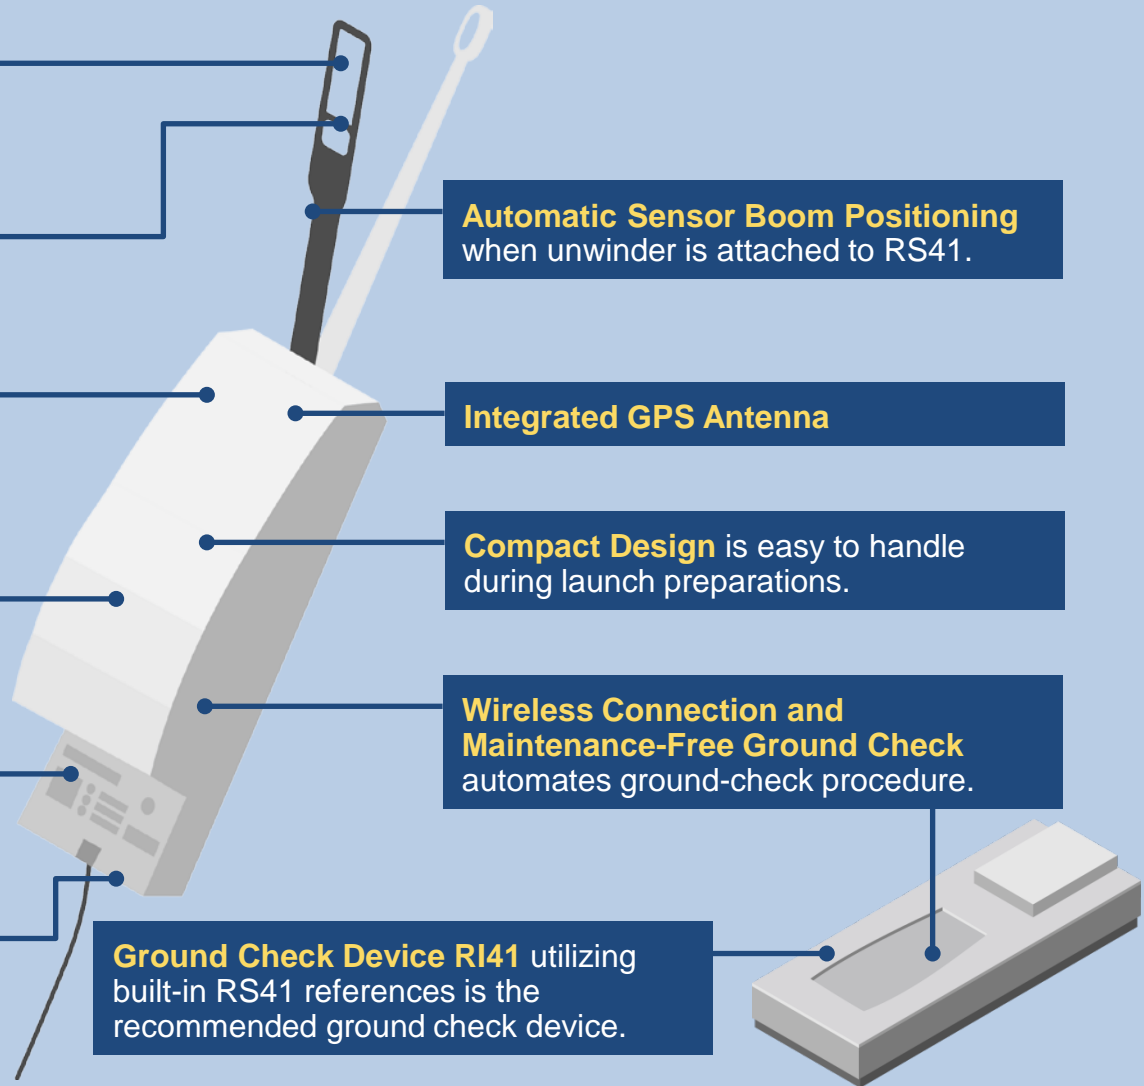 Automatic Sensor Boom Positioning
when unwinder is attached to RS41.
Integrated GPS Antenna
Compact Design is easy to handle
during launch preparations.
Wireless Connection and
Maintenance-Free Ground Check
automates ground-check procedure.
Ground Check Device RI41 utilizing
built-in RS41 references is the
recommended ground check device.